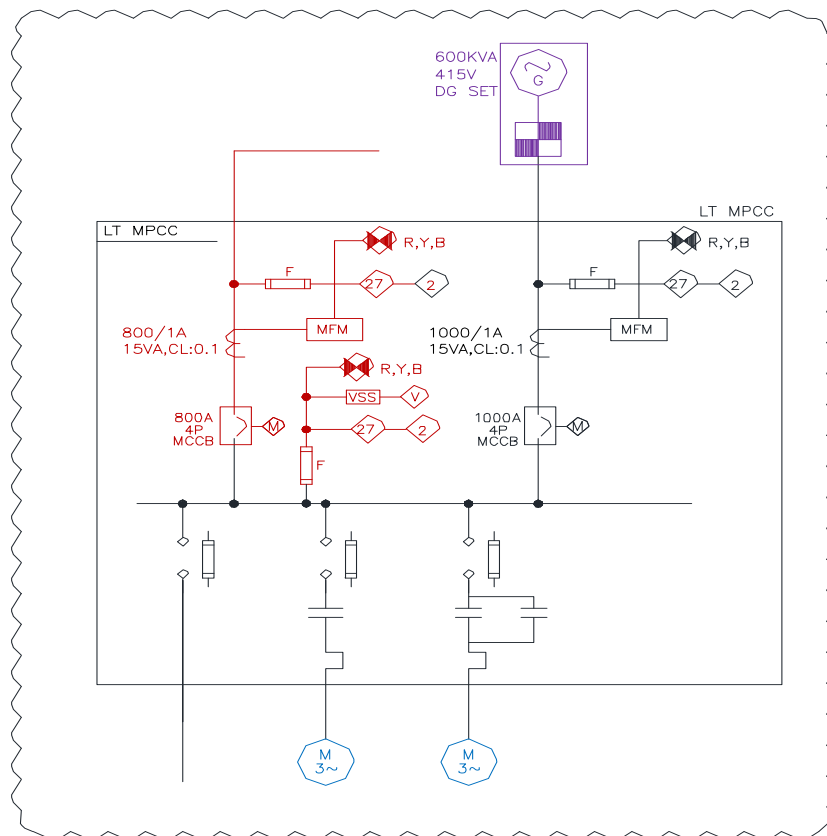 600KVA
415V
DG SET
G
LT MPCC
LT MPCC
R,Y,B
R,Y,B
F
27
2
F
27
2
800/1A
15VA,CL:0.1
MFM
1000/1A
15VA,CL:0.1
MFM
R,Y,B
VSS
V
800A
4P
MCCB
M
27
2
1000A
4P
MCCB
M
F
M
3~
M
3~